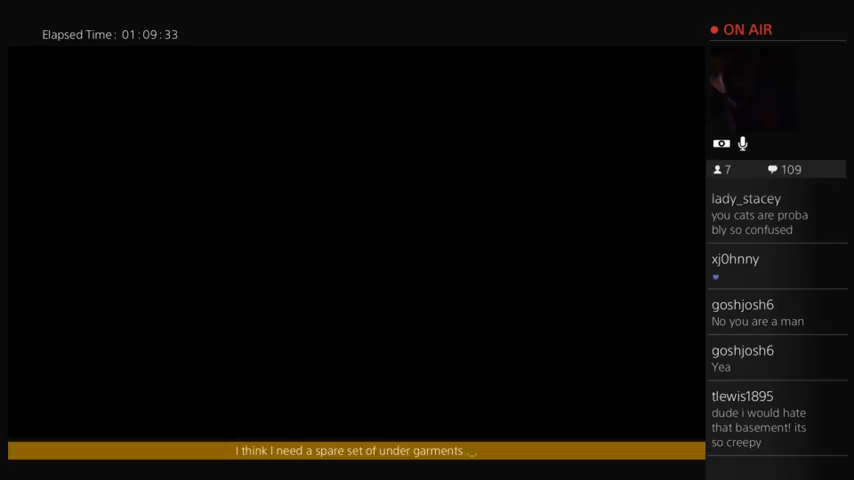 Elapsed Time: 01:09:33
ON AIR
7 109
lady_stacey
you cats are proba
bly so confused
xj0hnny
goshjosh6
No you are a man
goshjosh6
Yea
tlewis1895
dude i would hate
that basement! its
so creepy
I think I need a spare set of under garments ._.